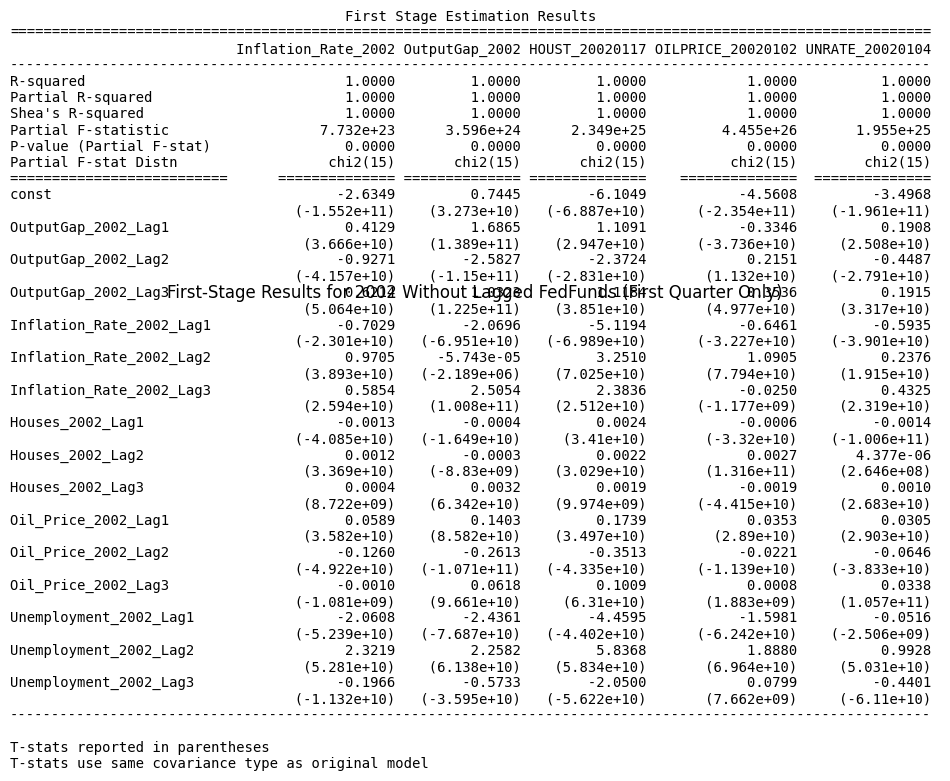 First Stage Estimation Results
==============================================================================================================
Inflation_Rate_2002 OutputGap_2002 HOUST_20020117 OILPRICE_20020102 UNRATE_20020104
--------------------------------------------------------------------------------------------------------------
R-squared 1.0000 1.0000 1.0000 1.0000 1.0000
Partial R-squared 1.0000 1.0000 1.0000 1.0000 1.0000
Shea's R-squared 1.0000 1.0000 1.0000 1.0000 1.0000
Partial F-statistic 7.732e+23 3.596e+24 2.349e+25 4.455e+26 1.955e+25
P-value (Partial F-stat) 0.0000 0.0000 0.0000 0.0000 0.0000
Partial F-stat Distn chi2(15) chi2(15) chi2(15) chi2(15) chi2(15)
========================== ============== ============== ============== ============== ==============
const -2.6349 0.7445 -6.1049 -4.5608 -3.4968
(-1.552e+11) (3.273e+10) (-6.887e+10) (-2.354e+11) (-1.961e+11)
OutputGap_2002_Lag1 0.4129 1.6865 1.1091 -0.3346 0.1908
(3.666e+10) (1.389e+11) (2.947e+10) (-3.736e+10) (2.508e+10)
OutputGap_2002_Lag2 -0.9271 -2.5827 -2.3724 0.2151 -0.4487
(-4.157e+10) (-1.15e+11) (-2.831e+10) (1.132e+10) (-2.791e+10)
First-Stage Results for 2002 Without Lagged FedFunds (First Quarter Only)
OutputGap_2002_Lag3 0.1915
(5.064e+10) (1.225e+11) (3.851e+10) (4.977e+10) (3.317e+10)
Inflation_Rate_2002_Lag1 -0.7029 -2.0696 -5.1194 -0.6461 -0.5935
(-2.301e+10) (-6.951e+10) (-6.989e+10) (-3.227e+10) (-3.901e+10)
Inflation_Rate_2002_Lag2 0.9705 -5.743e-05 3.2510 1.0905 0.2376
(3.893e+10) (-2.189e+06) (7.025e+10) (7.794e+10) (1.915e+10)
Inflation_Rate_2002_Lag3 0.5854 2.5054 2.3836 -0.0250 0.4325
(2.594e+10) (1.008e+11) (2.512e+10) (-1.177e+09) (2.319e+10)
Houses_2002_Lag1 -0.0013 -0.0004 0.0024 -0.0006 -0.0014
(-4.085e+10) (-1.649e+10) (3.41e+10) (-3.32e+10) (-1.006e+11)
Houses_2002_Lag2 0.0012 -0.0003 0.0022 0.0027 4.377e-06
(3.369e+10) (-8.83e+09) (3.029e+10) (1.316e+11) (2.646e+08)
Houses_2002_Lag3 0.0004 0.0032 0.0019 -0.0019 0.0010
(8.722e+09) (6.342e+10) (9.974e+09) (-4.415e+10) (2.683e+10)
Oil_Price_2002_Lag1 0.0589 0.1403 0.1739 0.0353 0.0305
(3.582e+10) (8.582e+10) (3.497e+10) (2.89e+10) (2.903e+10)
Oil_Price_2002_Lag2 -0.1260 -0.2613 -0.3513 -0.0221 -0.0646
(-4.922e+10) (-1.071e+11) (-4.335e+10) (-1.139e+10) (-3.833e+10)
Oil_Price_2002_Lag3 -0.0010 0.0618 0.1009 0.0008 0.0338
(-1.081e+09) (9.661e+10) (6.31e+10) (1.883e+09) (1.057e+11)
Unemployment_2002_Lag1 -2.0608 -2.4361 -4.4595 -1.5981 -0.0516
(-5.239e+10) (-7.687e+10) (-4.402e+10) (-6.242e+10) (-2.506e+09)
Unemployment_2002_Lag2 2.3219 2.2582 5.8368 1.8880 0.9928
(5.281e+10) (6.138e+10) (5.834e+10) (6.964e+10) (5.031e+10)
Unemployment_2002_Lag3 -0.1966 -0.5733 -2.0500 0.0799 -0.4401
(-1.132e+10) (-3.595e+10) (-5.622e+10) (7.662e+09) (-6.11e+10)
--------------------------------------------------------------------------------------------------------------
T-stats reported in parentheses
T-stats use same covariance type as original model